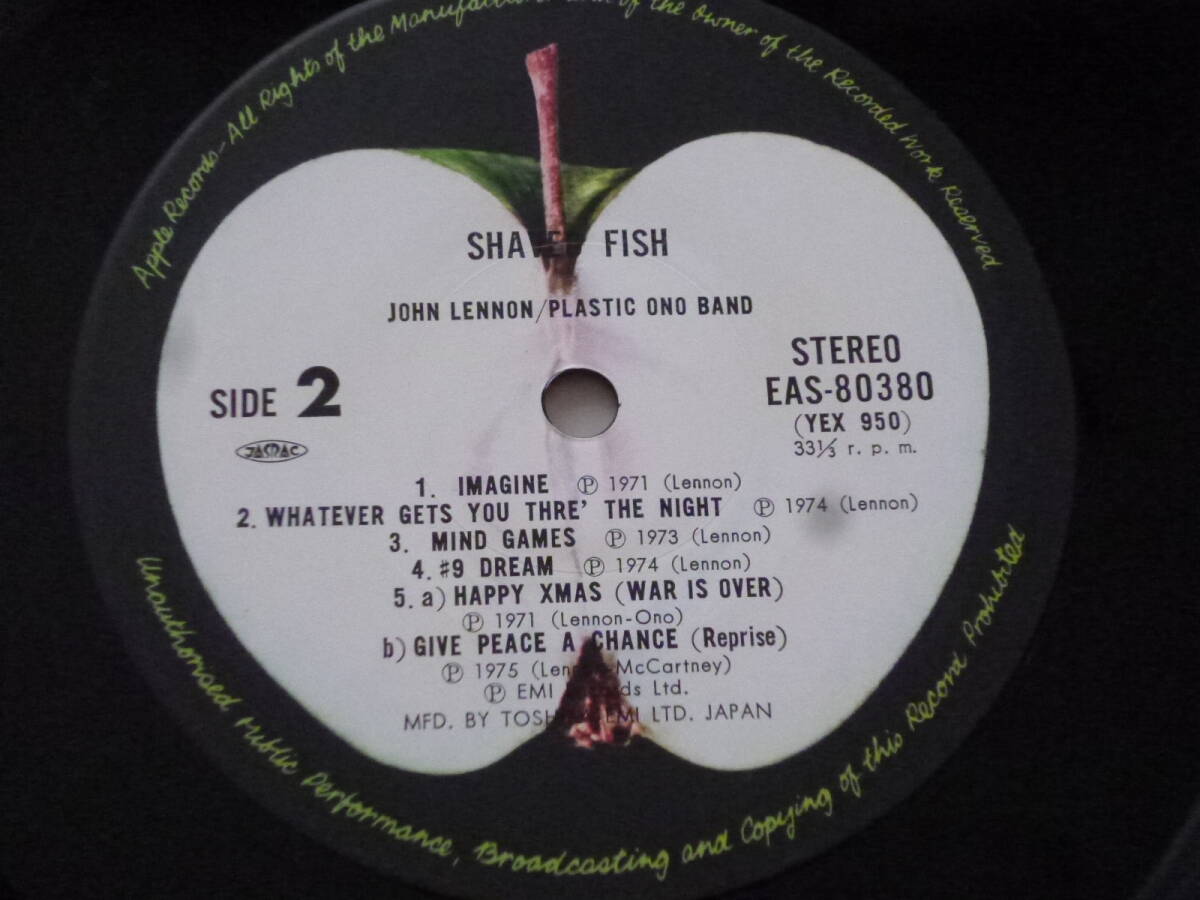 Apple Records - All Rights of the Manufacturer and of the Owner of the Recorded Work Reserved
SHAVED FISH
JOHN LENNON/PLASTIC ONO BAND
STEREO
EAS-80380
(YEX 950)
33⅓ r. p. m.
SIDE 2
JASRAC
1. IMAGINE ℗ 1971 (Lennon)
2. WHATEVER GETS YOU THRE' THE NIGHT ℗ 1974 (Lennon)
3. MIND GAMES ℗ 1973 (Lennon)
4. #9 DREAM ℗ 1974 (Lennon)
5. a) HAPPY XMAS (WAR IS OVER)
℗ 1971 (Lennon-Ono)
b) GIVE PEACE A CHANCE (Reprise)
℗ 1975 (Lennon-McCartney)
℗ EMI Records Ltd.
MFD. BY TOSHIBA EMI LTD. JAPAN
Unauthorised Public Performance, Broadcasting and Copying of this Record Prohibited